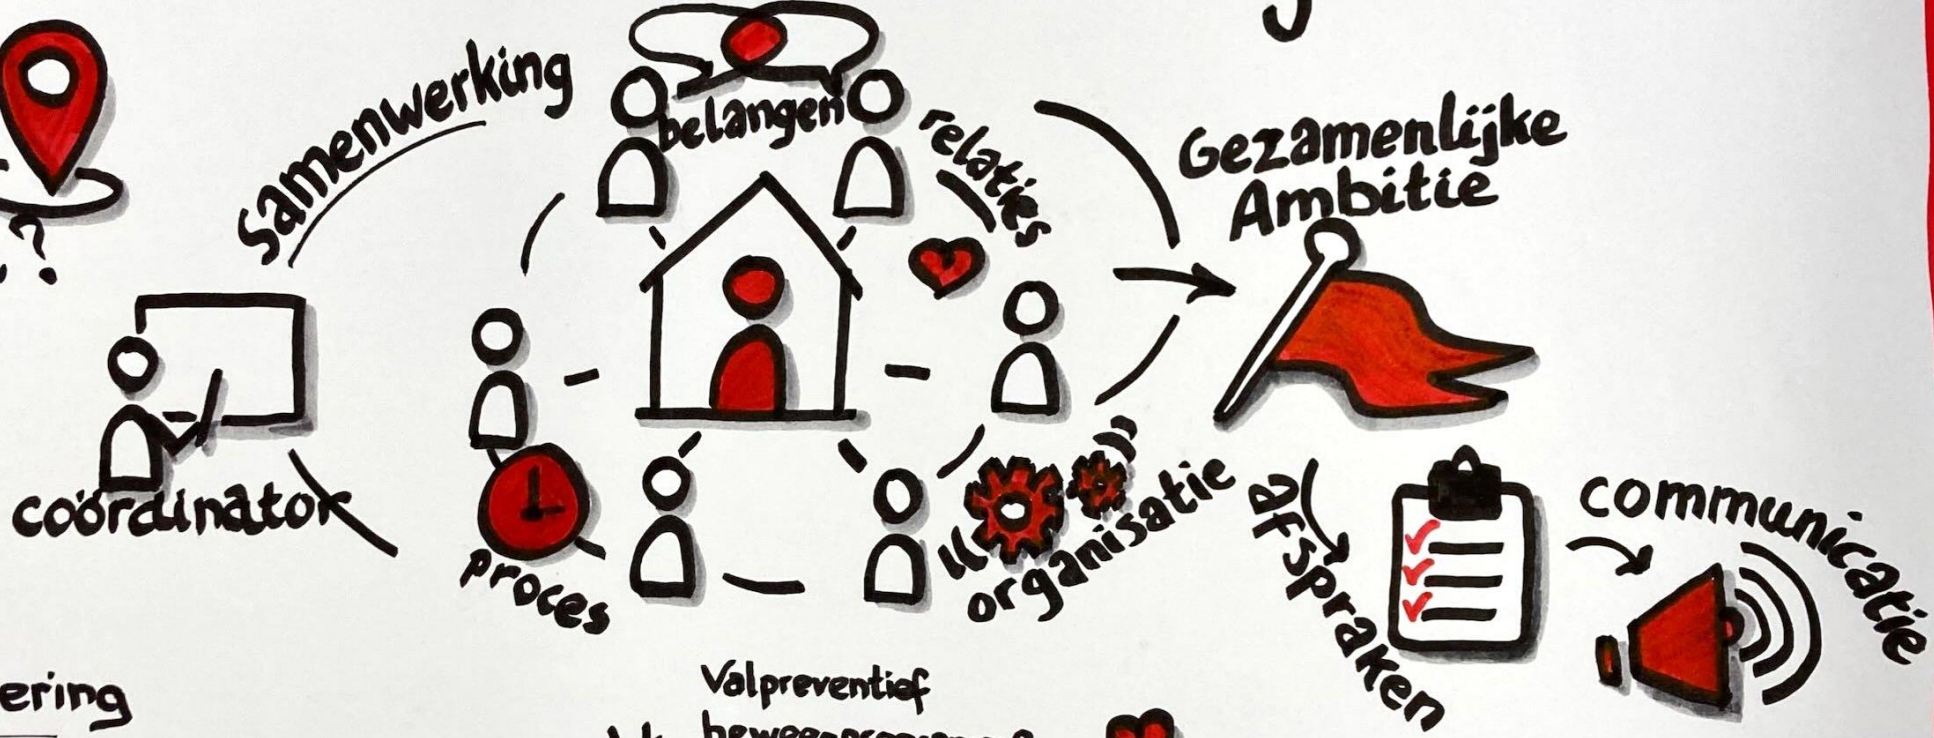 Samenwerking
belangen
relaties
Gezamenlijke
Ambitie
?
coördinator
proces
organisatie
afspraken
communicatie
ering
Valpreventief